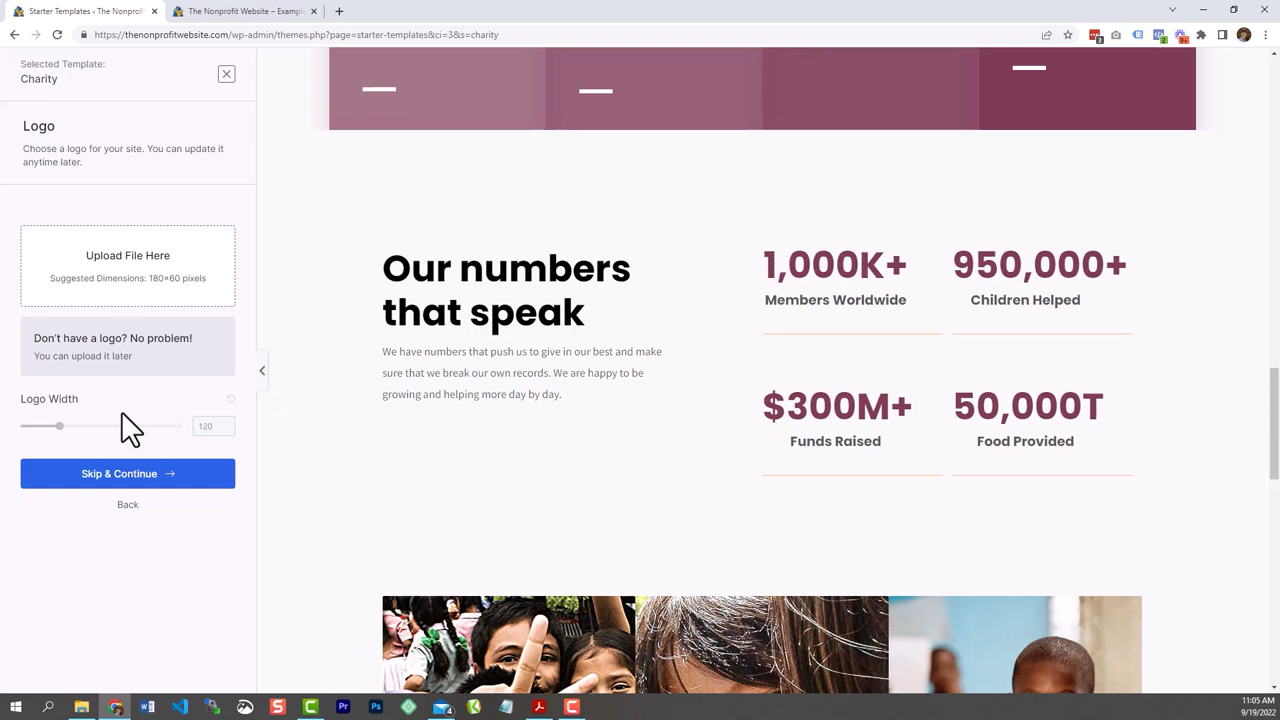 Starter Templates ‹ The Nonprofit
The Nonprofit Website – Exampl
https://thenonprofitwebsite.com/wp-admin/themes.php?page=starter-templates&ci=3&s=charity
Selected Template:
Charity
Logo
Choose a logo for your site. You can update it
anytime later.
Upload File Here
Suggested Dimensions: 180×60 pixels
Don't have a logo? No problem!
You can upload it later
Logo Width
120
Skip & Continue →
Back
Our numbers
that speak
We have numbers that push us to give in our best and make
sure that we break our own records. We are happy to be
growing and helping more day by day.
1,000K+
Members Worldwide
950,000+
Children Helped
$300M+
Funds Raised
50,000T
Food Provided
11:05 AM
9/19/2022